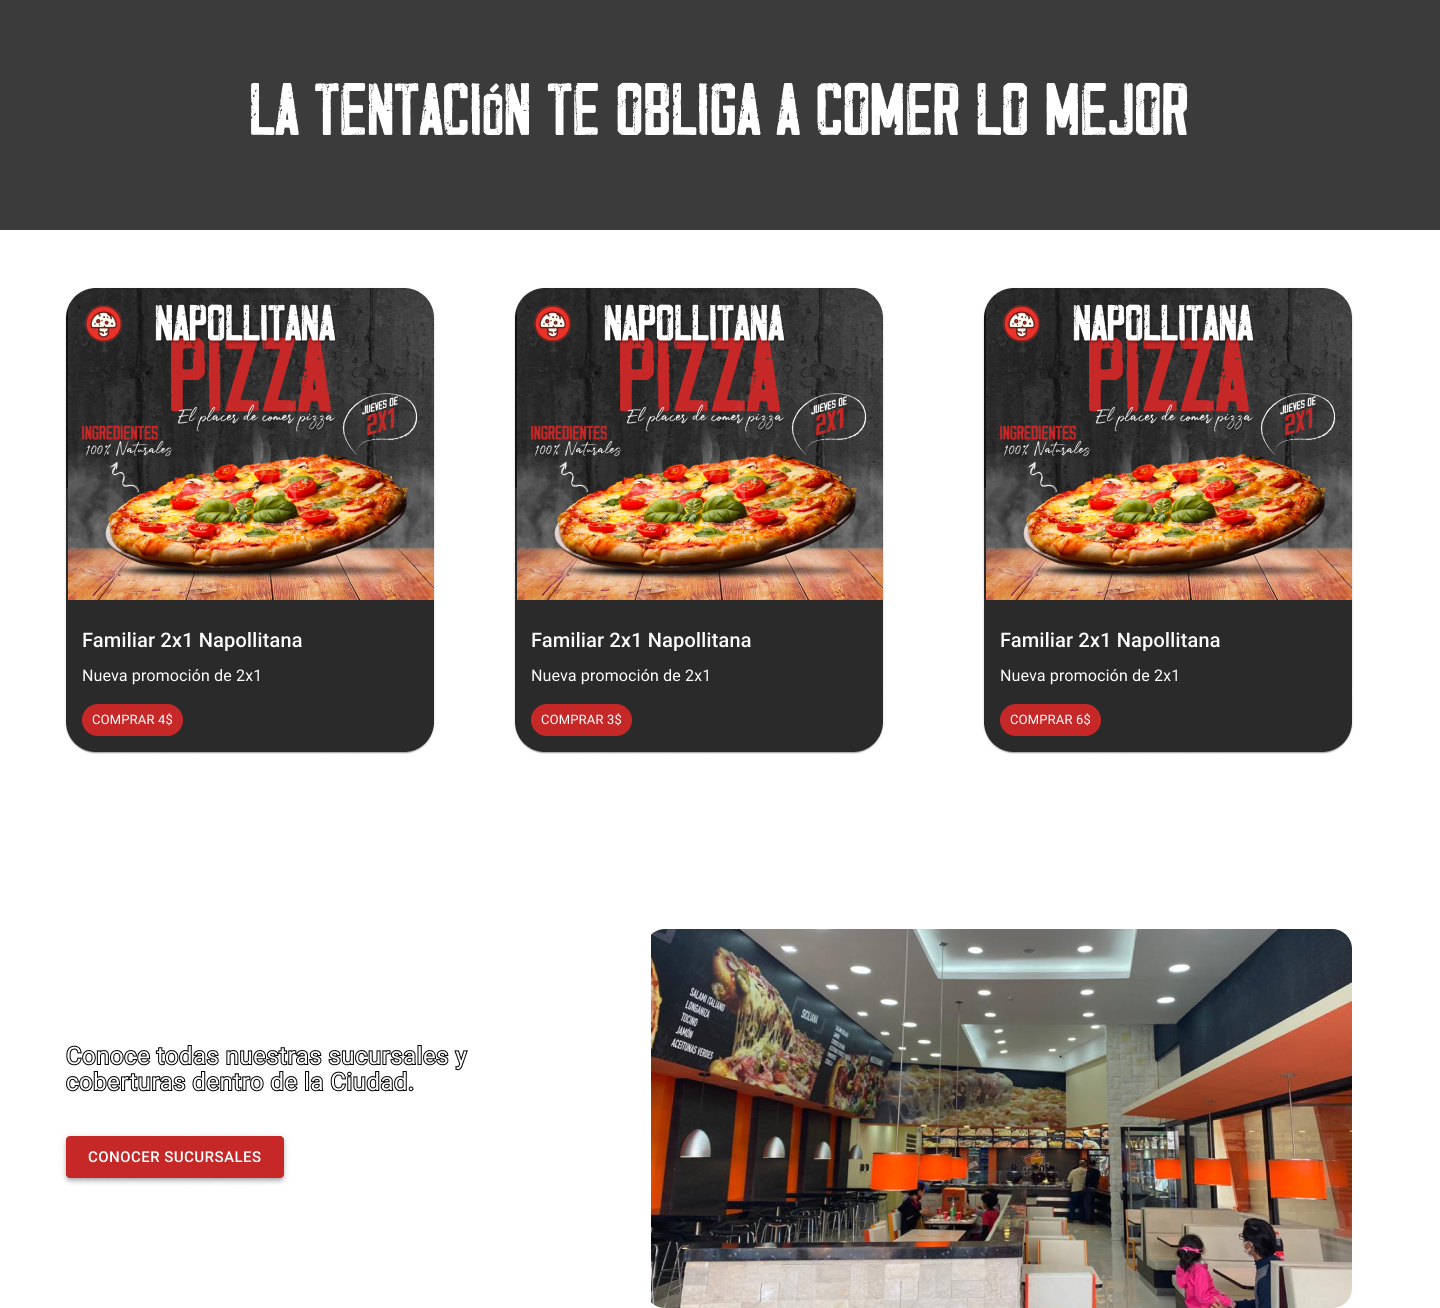 LA TENTACIÓN TE OBLIGA A COMER LO MEJOR
NAPOLLITANA
PIZZA
El placer de comer pizza
JUEVES DE
2X1
INGREDIENTES
100% Naturales
Familiar 2x1 Napollitana
Nueva promoción de 2x1
COMPRAR 4$
NAPOLLITANA
PIZZA
El placer de comer pizza
JUEVES DE
2X1
INGREDIENTES
100% Naturales
Familiar 2x1 Napollitana
Nueva promoción de 2x1
COMPRAR 3$
NAPOLLITANA
PIZZA
El placer de comer pizza
JUEVES DE
2X1
INGREDIENTES
100% Naturales
Familiar 2x1 Napollitana
Nueva promoción de 2x1
COMPRAR 6$
Conoce todas nuestras sucursales y
coberturas dentro de la Ciudad.
CONOCER SUCURSALES
SALAMI ITALIANO
LONGANIZA
TOCINO
JAMÓN
ACEITUNAS VERDES
SICILIANA